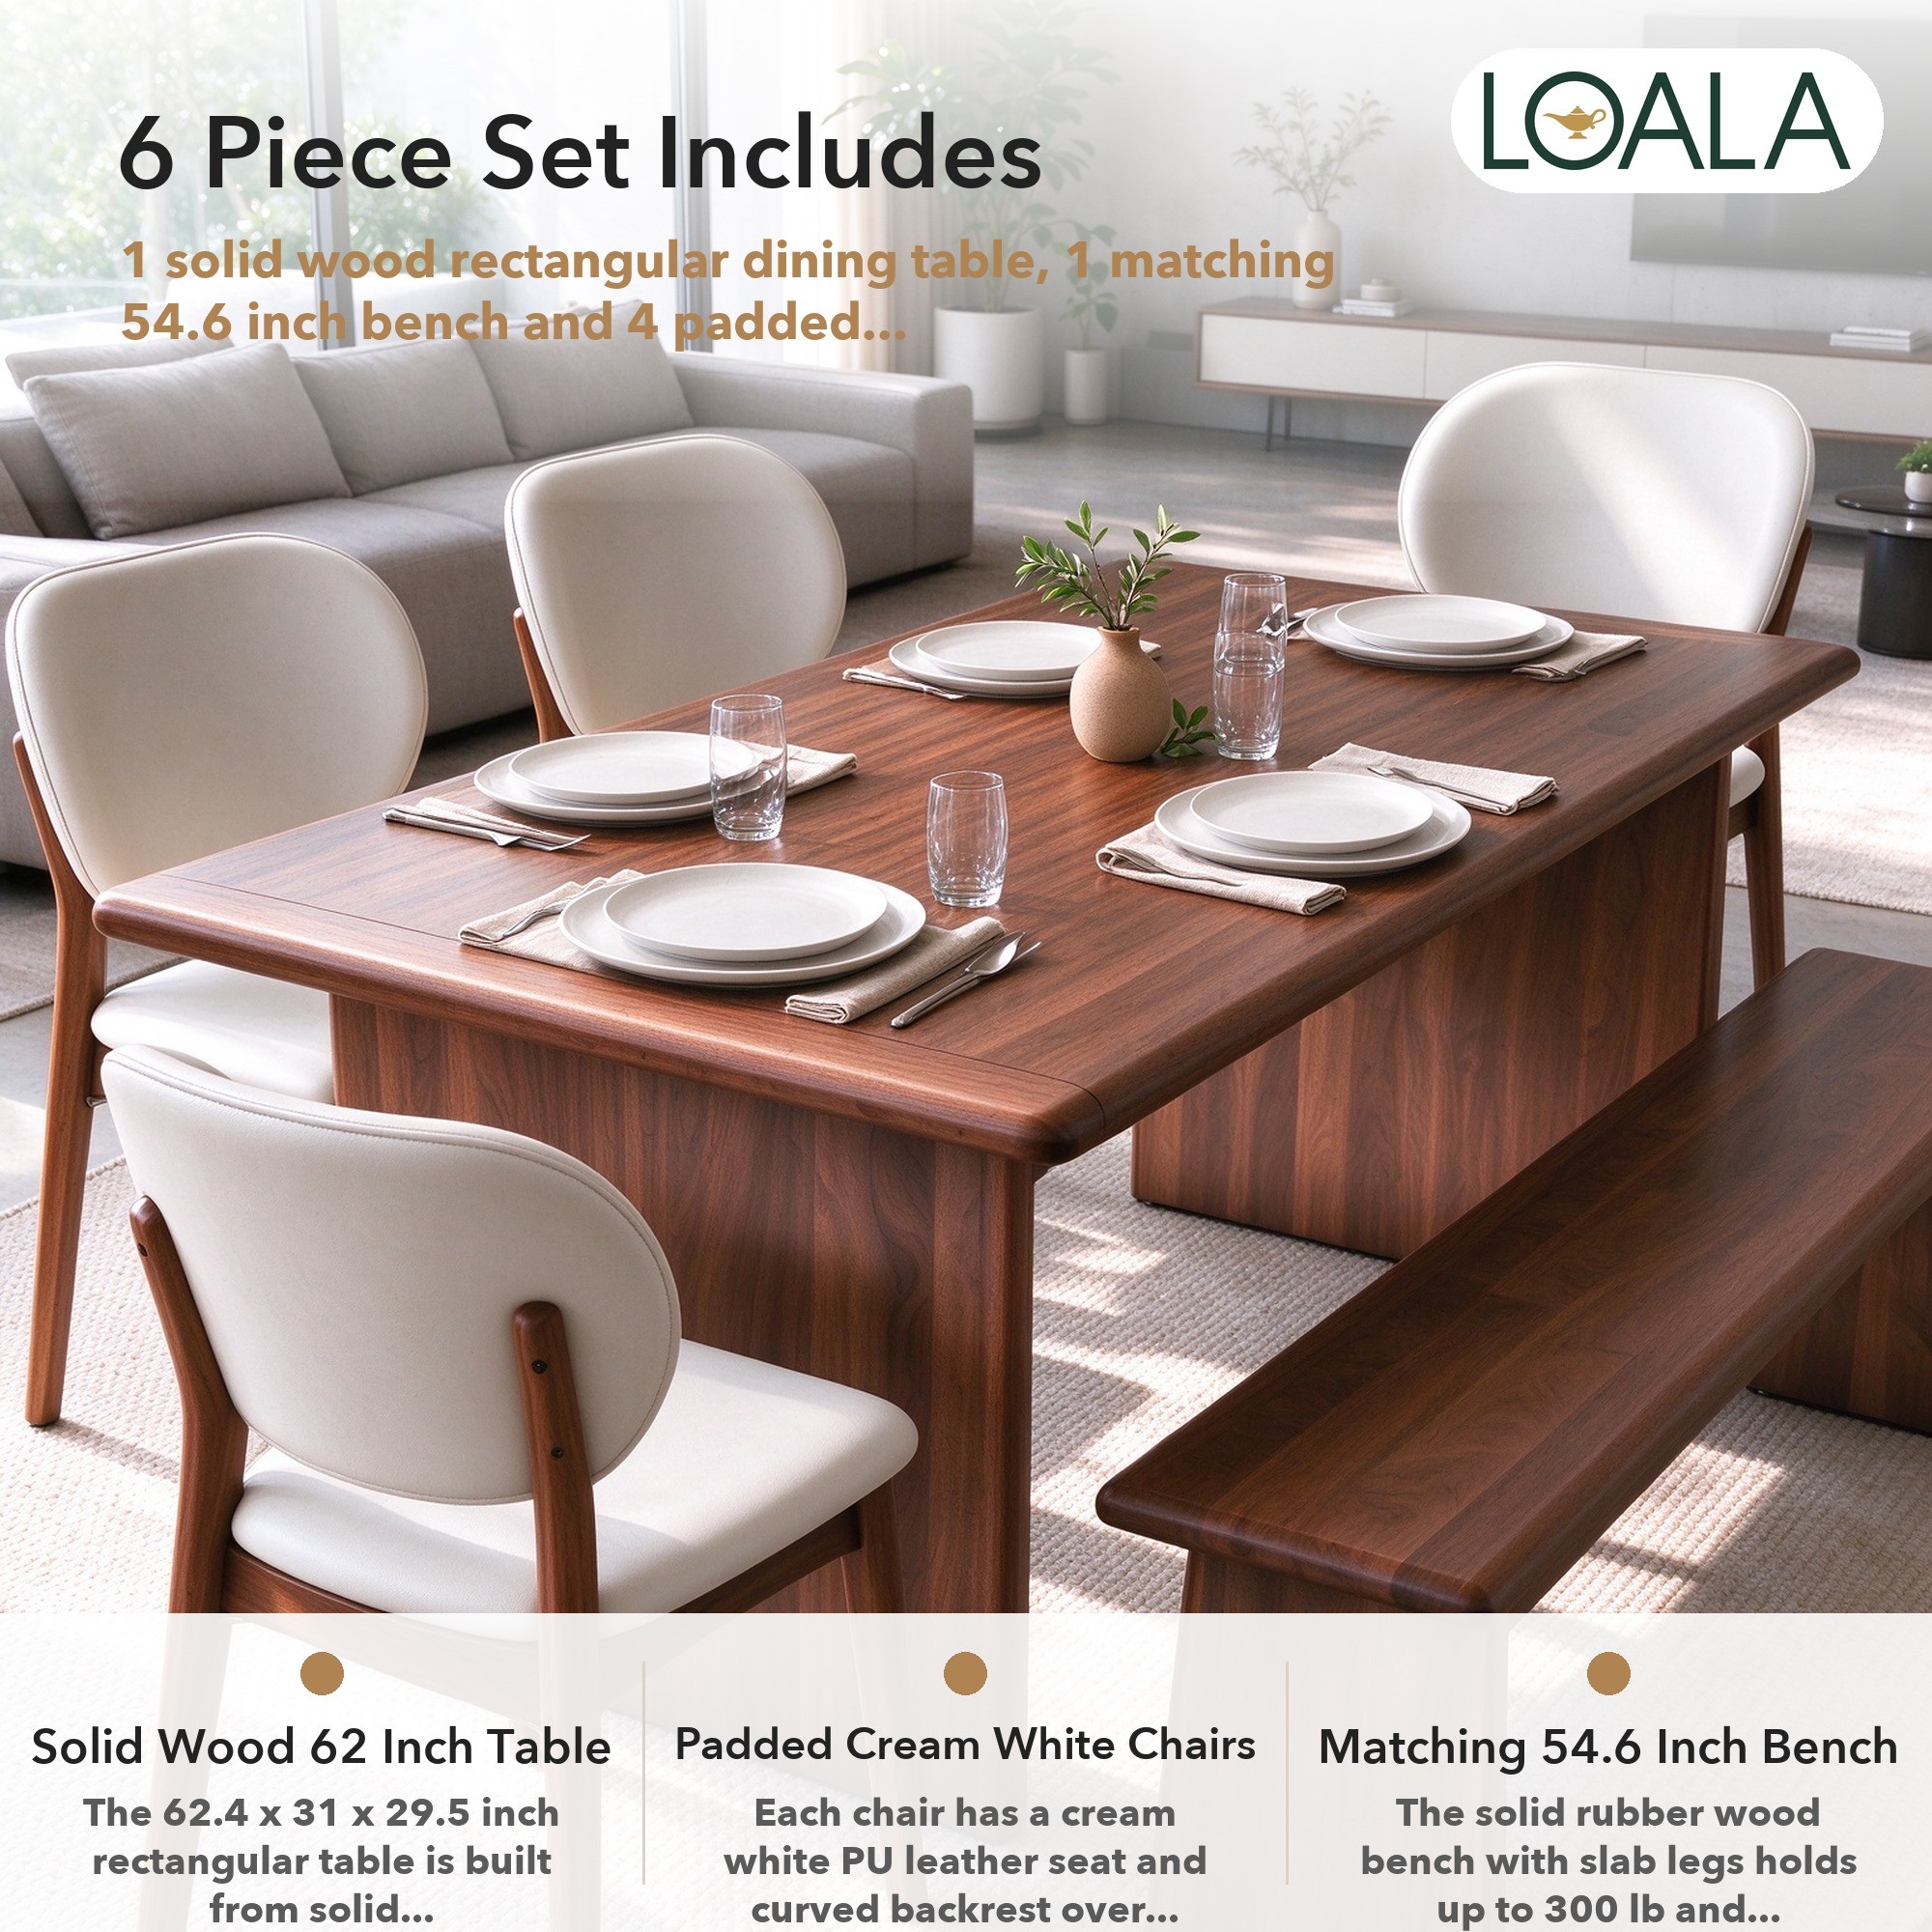 LOALA
6 Piece Set Includes
1 solid wood rectangular dining table, 1 matching
54.6 inch bench and 4 padded...
Solid Wood 62 Inch Table
The 62.4 x 31 x 29.5 inch
rectangular table is built
from solid...
Padded Cream White Chairs
Each chair has a cream
white PU leather seat and
curved backrest over...
Matching 54.6 Inch Bench
The solid rubber wood
bench with slab legs holds
up to 300 lb and...